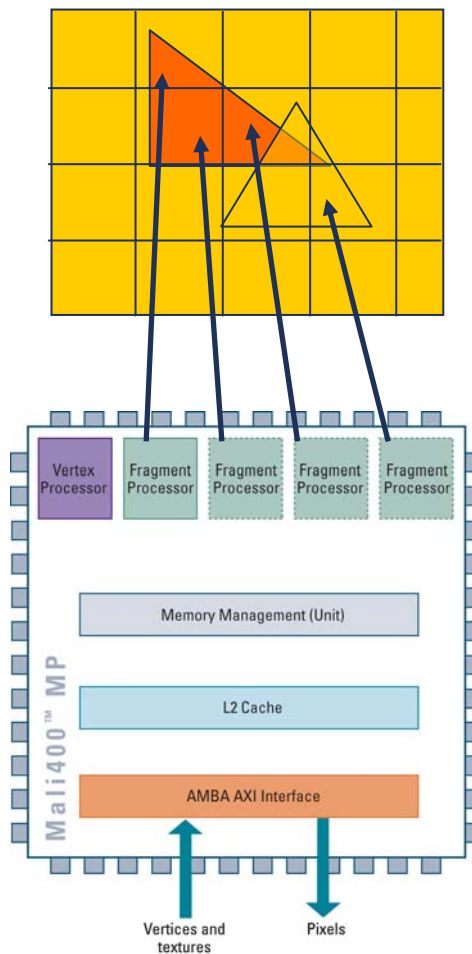 Vertex
Processor
Fragment
Processor
Fragment
Processor
Fragment
Processor
Fragment
Processor
Memory Management (Unit)
L2 Cache
AMBA AXI Interface
Mali400™ MP
Vertices and
textures
Pixels